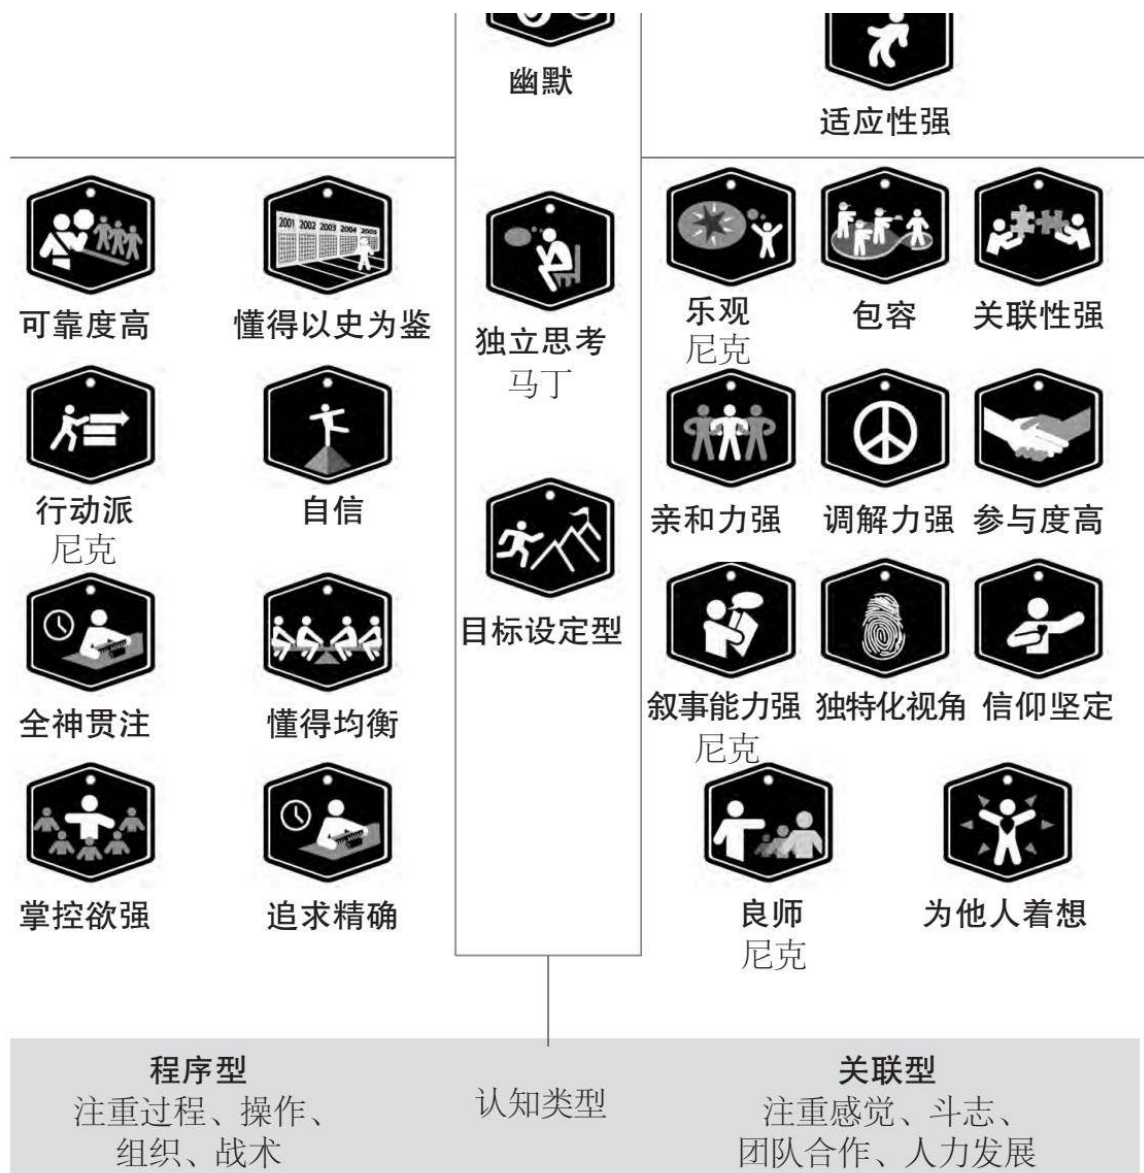 幽默
适应性强
2001 2002 2003 2004 2005
可靠度高
懂得以史为鉴
独立思考
马丁
乐观
尼克
包容
关联性强
行动派
尼克
自信
目标设定型
亲和力强
调解力强
参与度高
全神贯注
懂得均衡
叙事能力强
尼克
独特化视角
信仰坚定
掌控欲强
追求精确
良师
尼克
为他人着想
程序型
注重过程、操作、
组织、战术
认知类型
关联型
注重感觉、斗志、
团队合作、人力发展